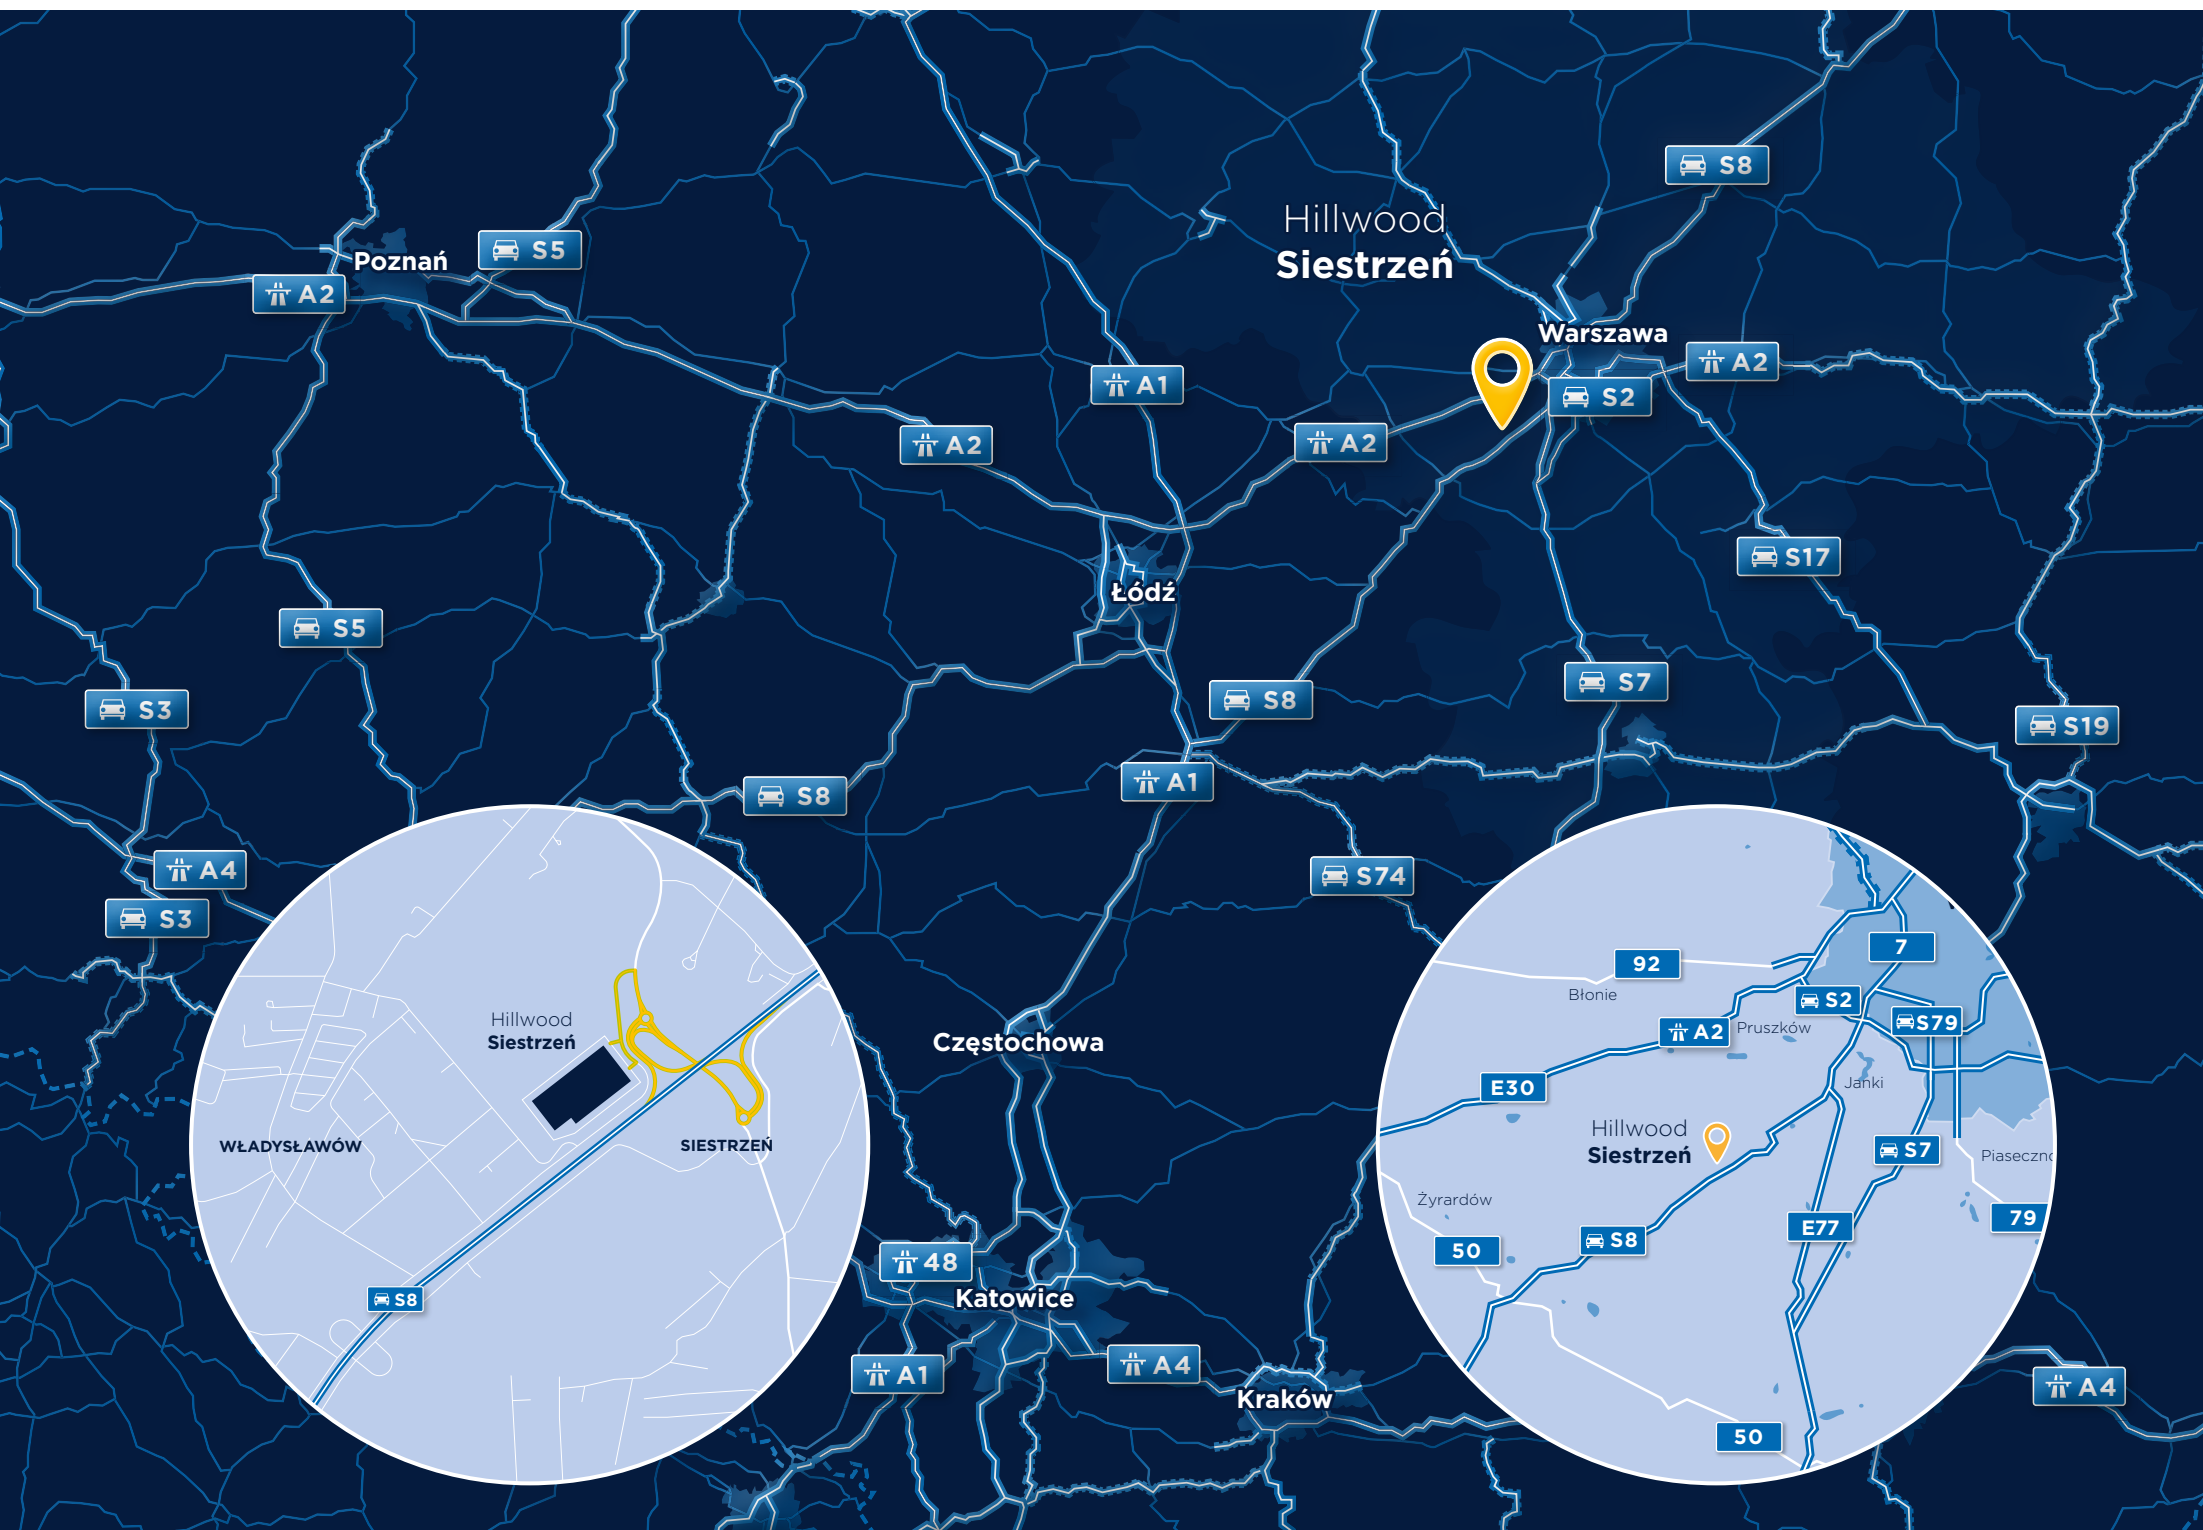 S8
Hillwood
Siestrzeń
Poznań
S5
A2
Warszawa
A2
A1
S2
A2
A2
S17
Łódź
S5
S7
S8
S3
S19
A1
S8
A4
S74
S3
Częstochowa
48
Katowice
A1
A4
Kraków
A4
Hillwood
Siestrzeń
WŁADYSŁAWÓW
SIESTRZEŃ
S8
7
92
Błonie
S2
S79
A2
Pruszków
E30
Janki
Hillwood
Siestrzeń
S7
Piaseczno
Żyrardów
79
E77
S8
50
50